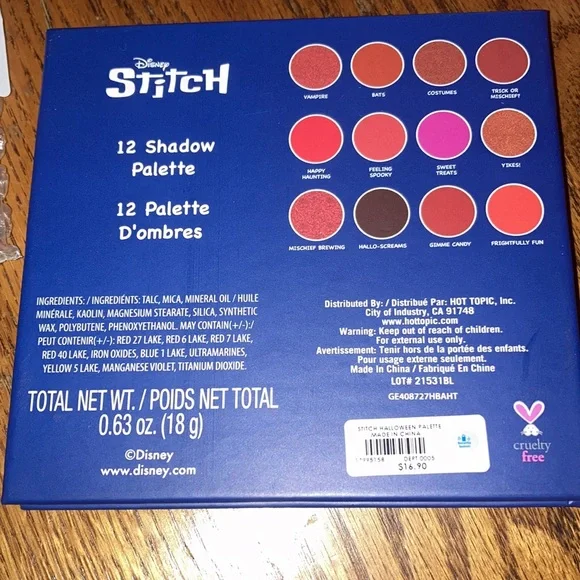 Disney
STITCH
12 Shadow
Palette
12 Palette
D'ombres
VAMPIRE
BATS
COSTUMES
TRICK OR
MISCHIEF!
HAPPY
HAUNTING
FEELING
SPOOKY
SWEET
TREATS
YIKES!
MISCHIEF BREWING
HALLO-SCREAMS
GIMME CANDY
FRIGHTFULLY FUN
INGREDIENTS: / INGREDIÉNTS: TALC, MICA, MINERAL OIL / HUILE
MINÉRALE, KAOLIN, MAGNESIUM STEARATE, SILICA, SYNTHETIC
WAX, POLYBUTENE, PHENOXYETHANOL. MAY CONTAIN(+/-):/
PEUT CONTENIR(+/-): RED 27 LAKE, RED 6 LAKE, RED 7 LAKE,
RED 40 LAKE, IRON OXIDES, BLUE 1 LAKE, ULTRAMARINES,
YELLOW 5 LAKE, MANGANESE VIOLET, TITANIUM DIOXIDE.
TOTAL NET WT. / POIDS NET TOTAL
0.63 oz. (18 g)
©Disney
www.disney.com
Distributed By: / Distribué Par: HOT TOPIC, Inc.
City of Industry, CA 91748
www.hottopic.com
Warning: Keep out of reach of children.
For external use only.
Avertissement: Tenir hors de la portée des enfants.
Pour usage externe seulement.
Made in China / Fabriqué En Chine
LOT# 21531BL
GE408727HBAHT
STITCH HALLOWEEN PALETTE
MADE IN CHINA
DEPT 0005
$16.90
cruelty
free